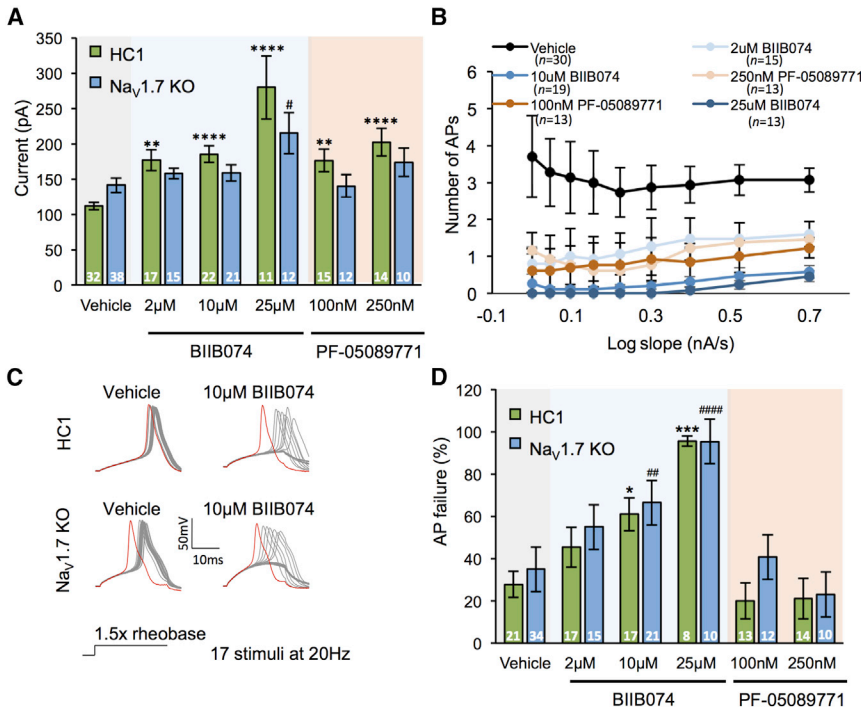 A
Current (pA)
350
300
250
200
150
100
50
0
HC1
NaV1.7 KO
**
****
****
#
**
****
32 38 17 15 22 21 11 12 15 12 14 10
Vehicle 2µM 10µM 25µM 100nM 250nM
BIIB074 PF-05089771
B
Number of APs
6
5
4
3
2
1
0
Vehicle
(n=30)
10uM BIIB074
(n=19)
100nM PF-05089771
(n=13)
2uM BIIB074
(n=15)
250nM PF-05089771
(n=13)
25uM BIIB074
(n=13)
-0.1 0.1 0.3 0.5 0.7
Log slope (nA/s)
C
Vehicle 10µM BIIB074
HC1
Vehicle 10µM BIIB074
NaV1.7 KO
50mV
10ms
1.5x rheobase
17 stimuli at 20Hz
D
AP failure (%)
120
100
80
60
40
20
0
HC1
NaV1.7 KO
*
##
***
####
21 34 17 15 17 21 8 10 13 12 14 10
Vehicle 2µM 10µM 25µM 100nM 250nM
BIIB074 PF-05089771